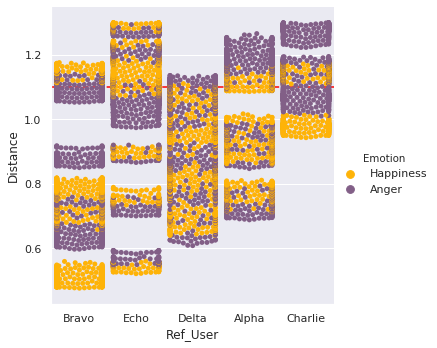 1.2
1.0
0.8
0.6
Distance
Bravo Echo Delta Alpha Charlie
Ref_User
Emotion
Happiness
Anger